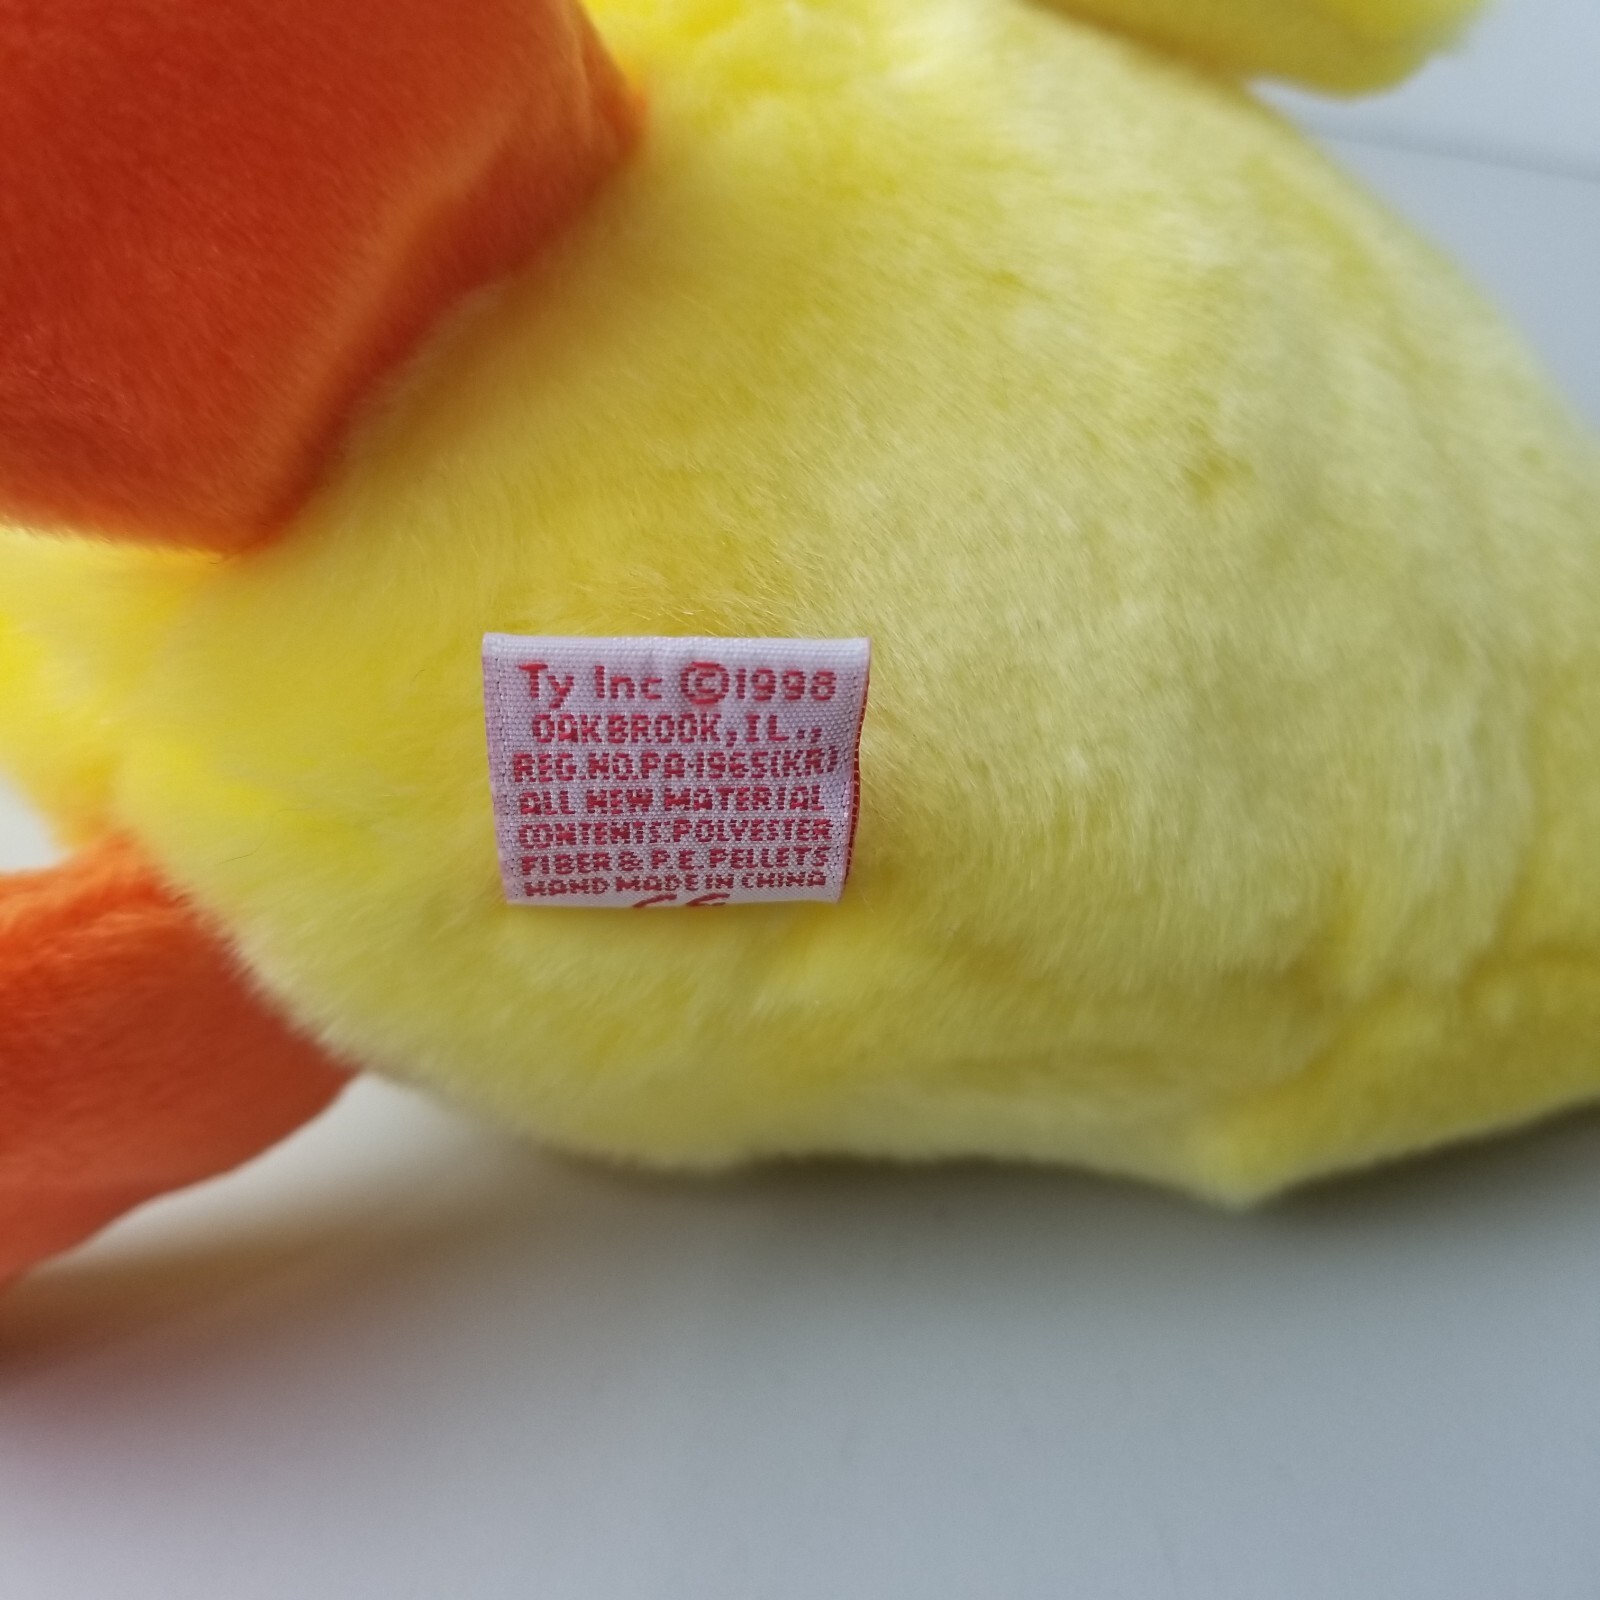 Ty Inc ©1998
OAKBROOK, IL.,
REG.NO.PA-1965(KR)
ALL NEW MATERIAL
CONTENTS:POLYESTER
FIBER & P.E. PELLETS
HAND MADE IN CHINA
CE